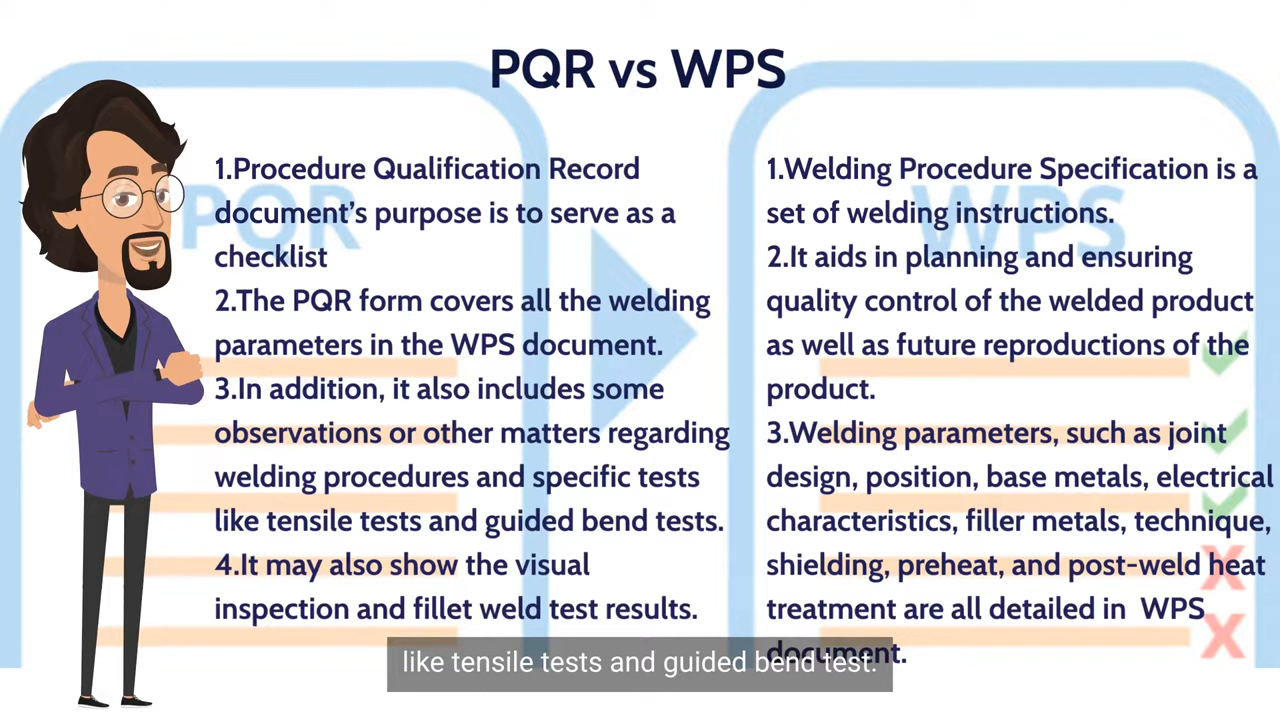 PQR vs WPS
PQR
1.Procedure Qualification Record
document's purpose is to serve as a
checklist
2.The PQR form covers all the welding
parameters in the WPS document.
3.In addition, it also includes some
observations or other matters regarding
welding procedures and specific tests
like tensile tests and guided bend tests.
4.It may also show the visual
inspection and fillet weld test results.
WPS
1.Welding Procedure Specification is a
set of welding instructions.
2.It aids in planning and ensuring
quality control of the welded product
as well as future reproductions of the
product.
3.Welding parameters, such as joint
design, position, base metals, electrical
characteristics, filler metals, technique,
shielding, preheat, and post-weld heat
treatment are all detailed in WPS
document.
like tensile tests and guided bend test.